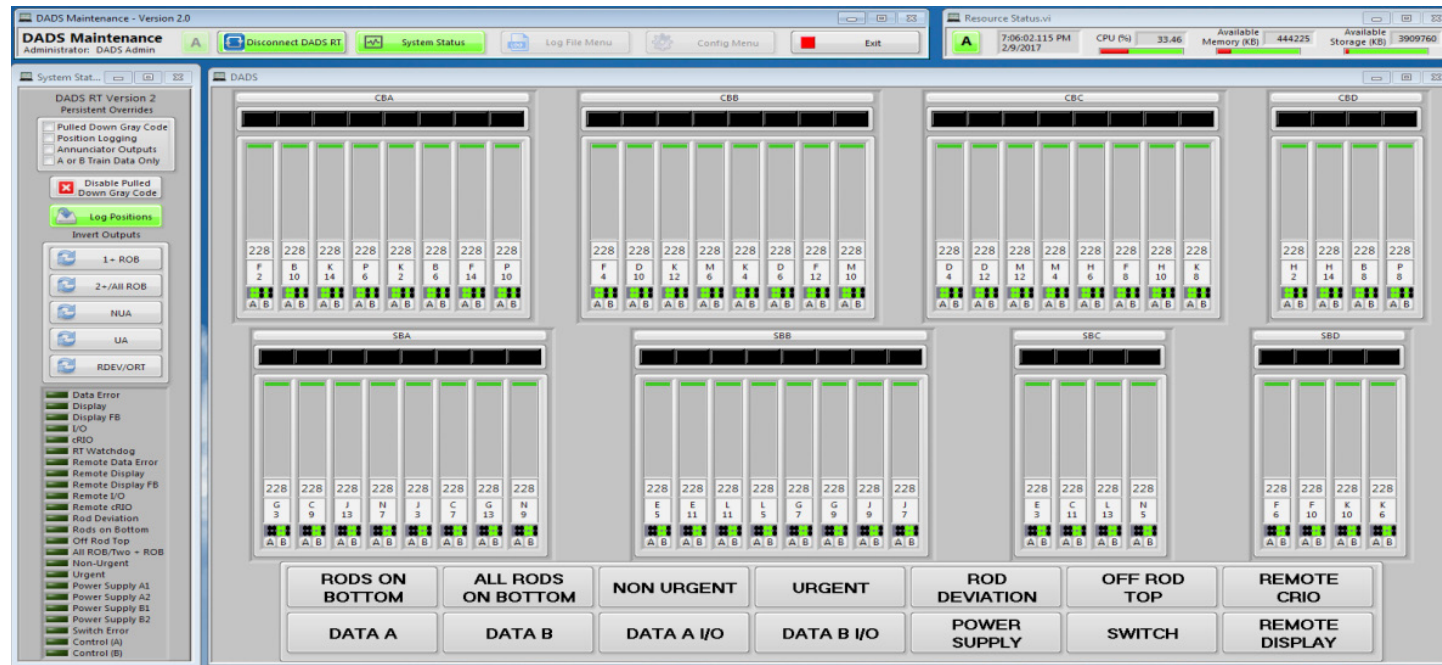 DADS Maintenance - Version 2.0
DADS Maintenance
Administrator: DADS Admin
A
Disconnect DADS RT
System Status
Log File Menu
Config Menu
Exit
Resource Status.vi
A
7:06:02.115 PM
2/9/2017
CPU (%)
33.46
Available
Memory (KB)
444225
Available
Storage (KB)
3909760
System Stat...
DADS RT Version 2
Persistent Overrides
Pulled Down Gray Code
Position Logging
Annunciator Outputs
A or B Train Data Only
Disable Pulled
Down Gray Code
Log Positions
Invert Outputs
1+ ROB
2+/All ROB
NUA
UA
RDEV/ORT
Data Error
Display
Display FB
I/O
cRIO
RT Watchdog
Remote Data Error
Remote Display
Remote Display FB
Remote I/O
Remote cRIO
Rod Deviation
Rods on Bottom
Off Rod Top
All ROB/Two + ROB
Non-Urgent
Urgent
Power Supply A1
Power Supply A2
Power Supply B1
Power Supply B2
Switch Error
Control (A)
Control (B)
DADS
CBA
228 228 228 228 228 228 228 228
F B K P K B F P
2 10 14 6 2 6 14 10
A B A B A B A B A B A B A B A B
CBB
228 228 228 228 228 228 228 228
F D K M K D F M
4 10 12 6 4 6 12 10
A B A B A B A B A B A B A B A B
CBC
228 228 228 228 228 228 228 228
D D M M H F H K
4 12 12 4 6 8 10 8
A B A B A B A B A B A B A B A B
CBD
228 228 228 228
H H B P
2 14 8 8
A B A B A B A B
SBA
228 228 228 228 228 228 228 228
G C J N J C G N
3 9 13 7 3 7 13 9
A B A B A B A B A B A B A B A B
SBB
228 228 228 228 228 228 228 228
E E L L G G J J
5 11 11 5 7 9 9 7
A B A B A B A B A B A B A B A B
SBC
228 228 228 228
E C L N
3 11 13 5
A B A B A B A B
SBD
228 228 228 228
F F K K
6 10 10 6
A B A B A B A B
RODS ON
BOTTOM
ALL RODS
ON BOTTOM
NON URGENT
URGENT
ROD
DEVIATION
OFF ROD
TOP
REMOTE
CRIO
DATA A
DATA B
DATA A I/O
DATA B I/O
POWER
SUPPLY
SWITCH
REMOTE
DISPLAY